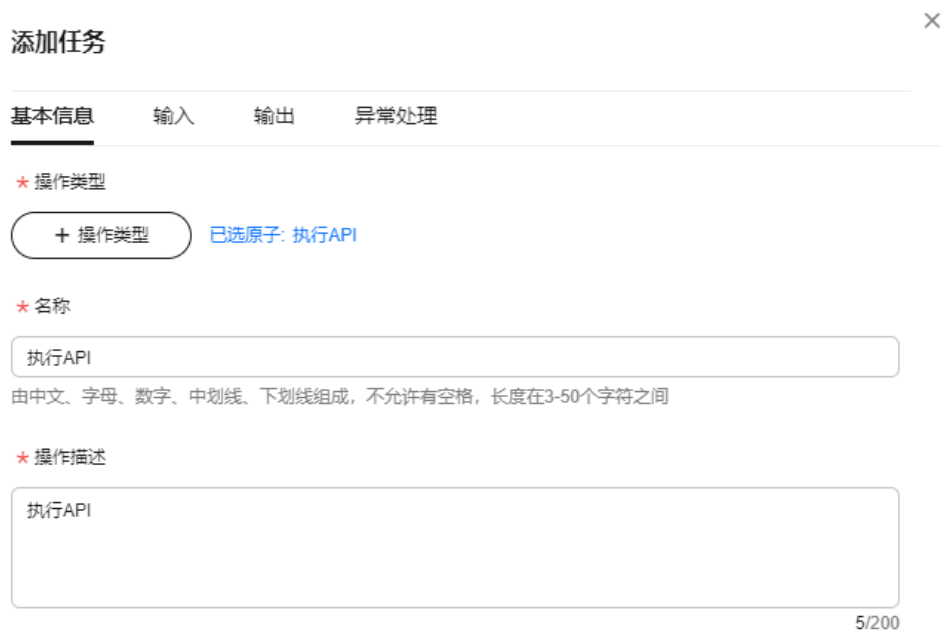 添加任务
基本信息 输入 输出 异常处理
* 操作类型
+ 操作类型 已选原子: 执行API
* 名称
执行API
由中文、字母、数字、中划线、下划线组成，不允许有空格，长度在3-50个字符之间
* 操作描述
执行API
5/200